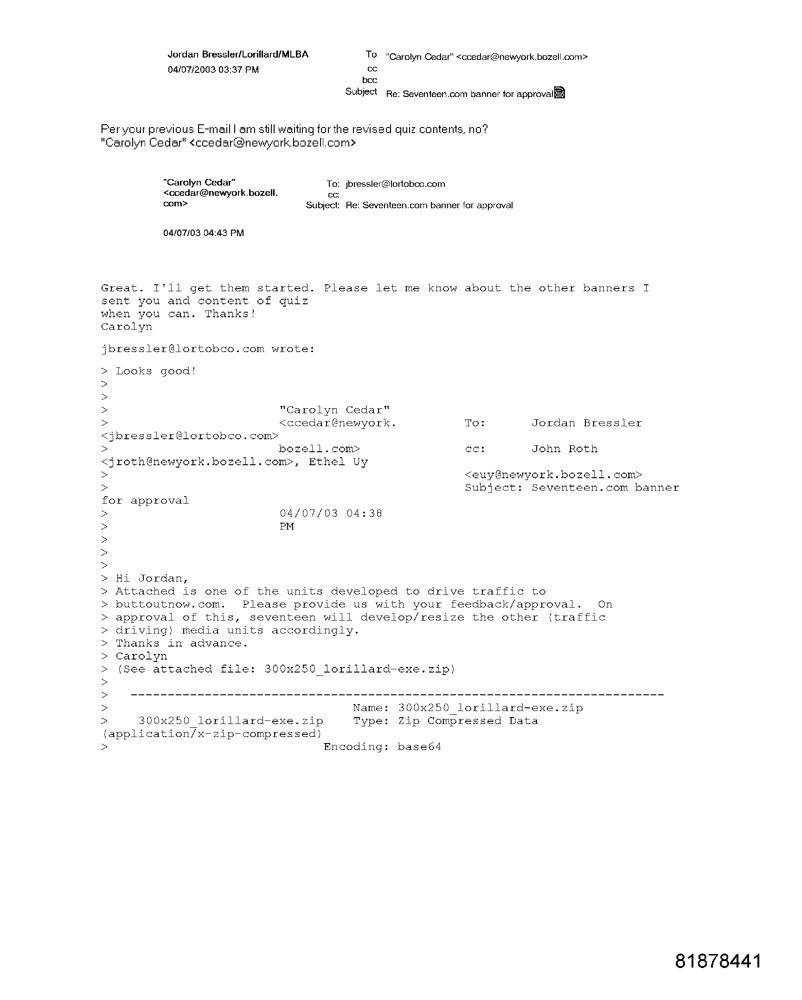 Jordan Bressler/Lorillard/MLBA To "Carolyn Cedar" <ccedar@newyork.bozell.com>
04/07/2003 03:37 PM cc
bcc
Subject Re: Seventeen.com banner for approval
Per your previous E-mail I am still waiting for the revised quiz contents, no?
"Carolyn Cedar" <ccedar@newyork.bozell.com>
"Carolyn Cedar" To: jbressler@lortobco.com
<ccedar@newyork.bozell. cc:
com> Subject: Re: Seventeen.com banner for approval
04/07/03 04:43 PM
Great. I'll get them started. Please let me know about the other banners I
sent you and content of quiz
when you can. Thanks!
Carolyn
jbressler@lortobco.com wrote:
> Looks good!
>
>
> "Carolyn Cedar"
> <ccedar@newyork. To: Jordan Bressler
<jbressler@lortobco.com>
> bozell.com> cc: John Roth
<jroth@newyork.bozell.com>, Ethel Uy
> <euy@newyork.bozell.com>
> Subject: Seventeen.com banner
for approval
> 04/07/03 04:38
> PM
>
>
>
> Hi Jordan,
> Attached is one of the units developed to drive traffic to
> buttoutnow.com. Please provide us with your feedback/approval. On
> approval of this, seventeen will develop/resize the other (traffic
> driving) media units accordingly.
> Thanks in advance.
> Carolyn
> (See attached file: 300x250_lorillard-exe.zip)
>
> ------------------------------------------------------------------------
> Name: 300x250_lorillard-exe.zip
> 300x250_lorillard-exe.zip Type: Zip Compressed Data
(application/x-zip-compressed)
> Encoding: base64
81878441